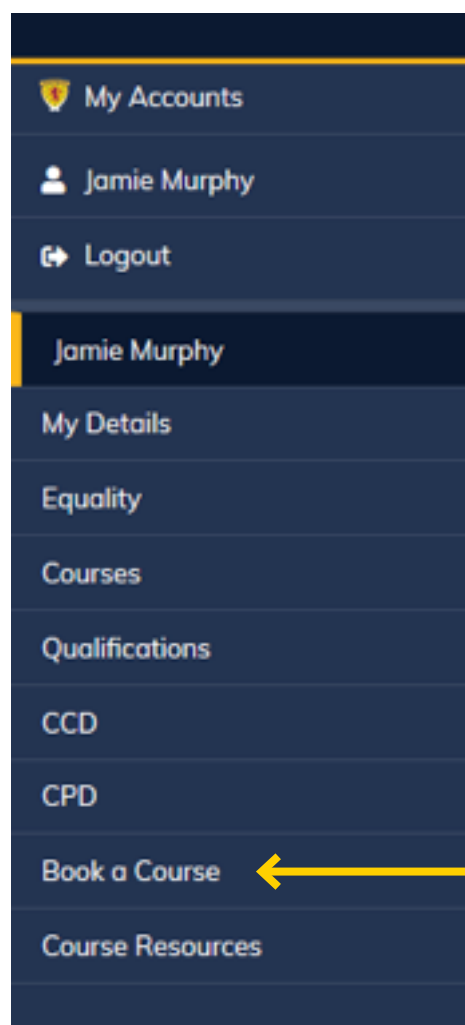 My Accounts
Jamie Murphy
Logout
Jamie Murphy
My Details
Equality
Courses
Qualifications
CCD
CPD
Book a Course
Course Resources